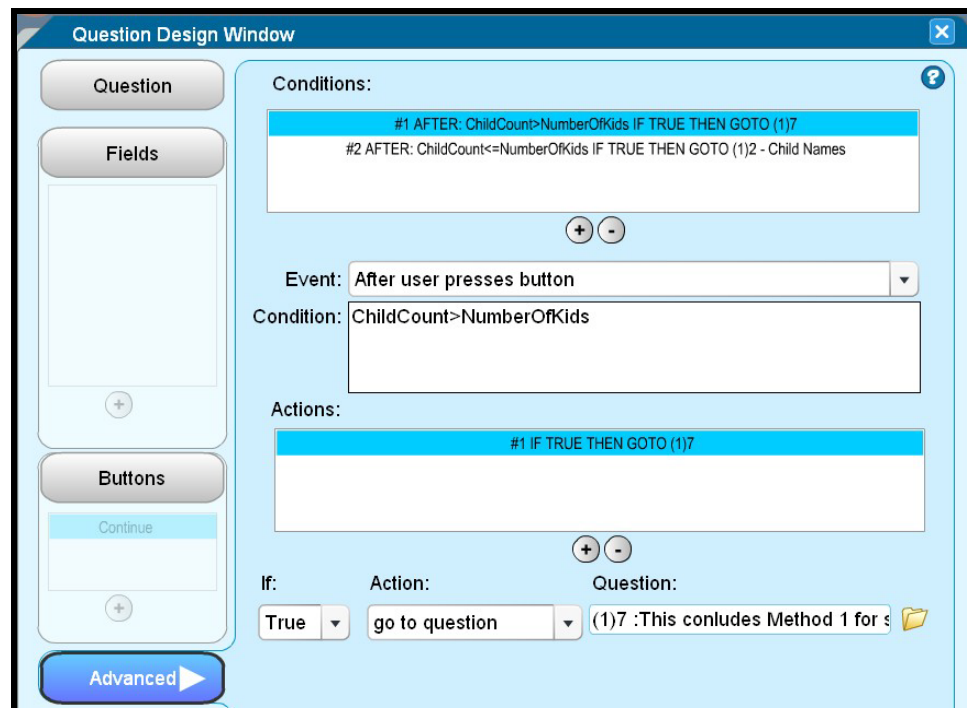 Question Design Window
Question
Fields
Buttons
Continue
Advanced
Conditions:
#1 AFTER: ChildCount>NumberOfKids IF TRUE THEN GOTO (1)7
#2 AFTER: ChildCount<=NumberOfKids IF TRUE THEN GOTO (1)2 - Child Names
Event: After user presses button
Condition: ChildCount>NumberOfKids
Actions:
#1 IF TRUE THEN GOTO (1)7
If: Action: Question:
True go to question (1)7 :This conludes Method 1 for s